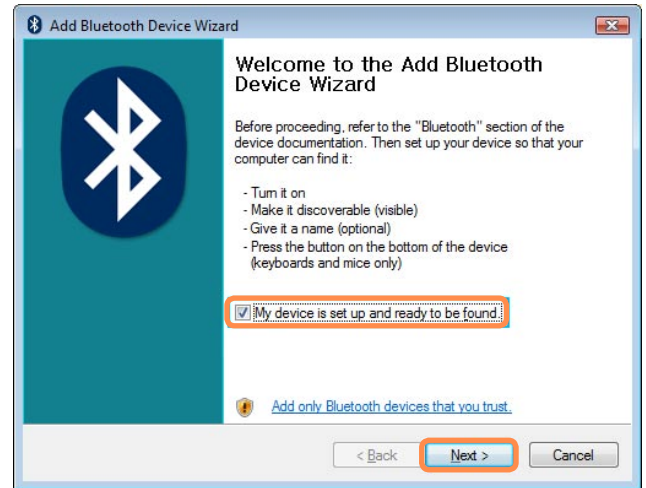 Add Bluetooth Device Wizard
Welcome to the Add Bluetooth
Device Wizard
Before proceeding, refer to the "Bluetooth" section of the
device documentation. Then set up your device so that your
computer can find it:
- Turn it on
- Make it discoverable (visible)
- Give it a name (optional)
- Press the button on the bottom of the device
(keyboards and mice only)
My device is set up and ready to be found.
Add only Bluetooth devices that you trust.
< Back Next > Cancel